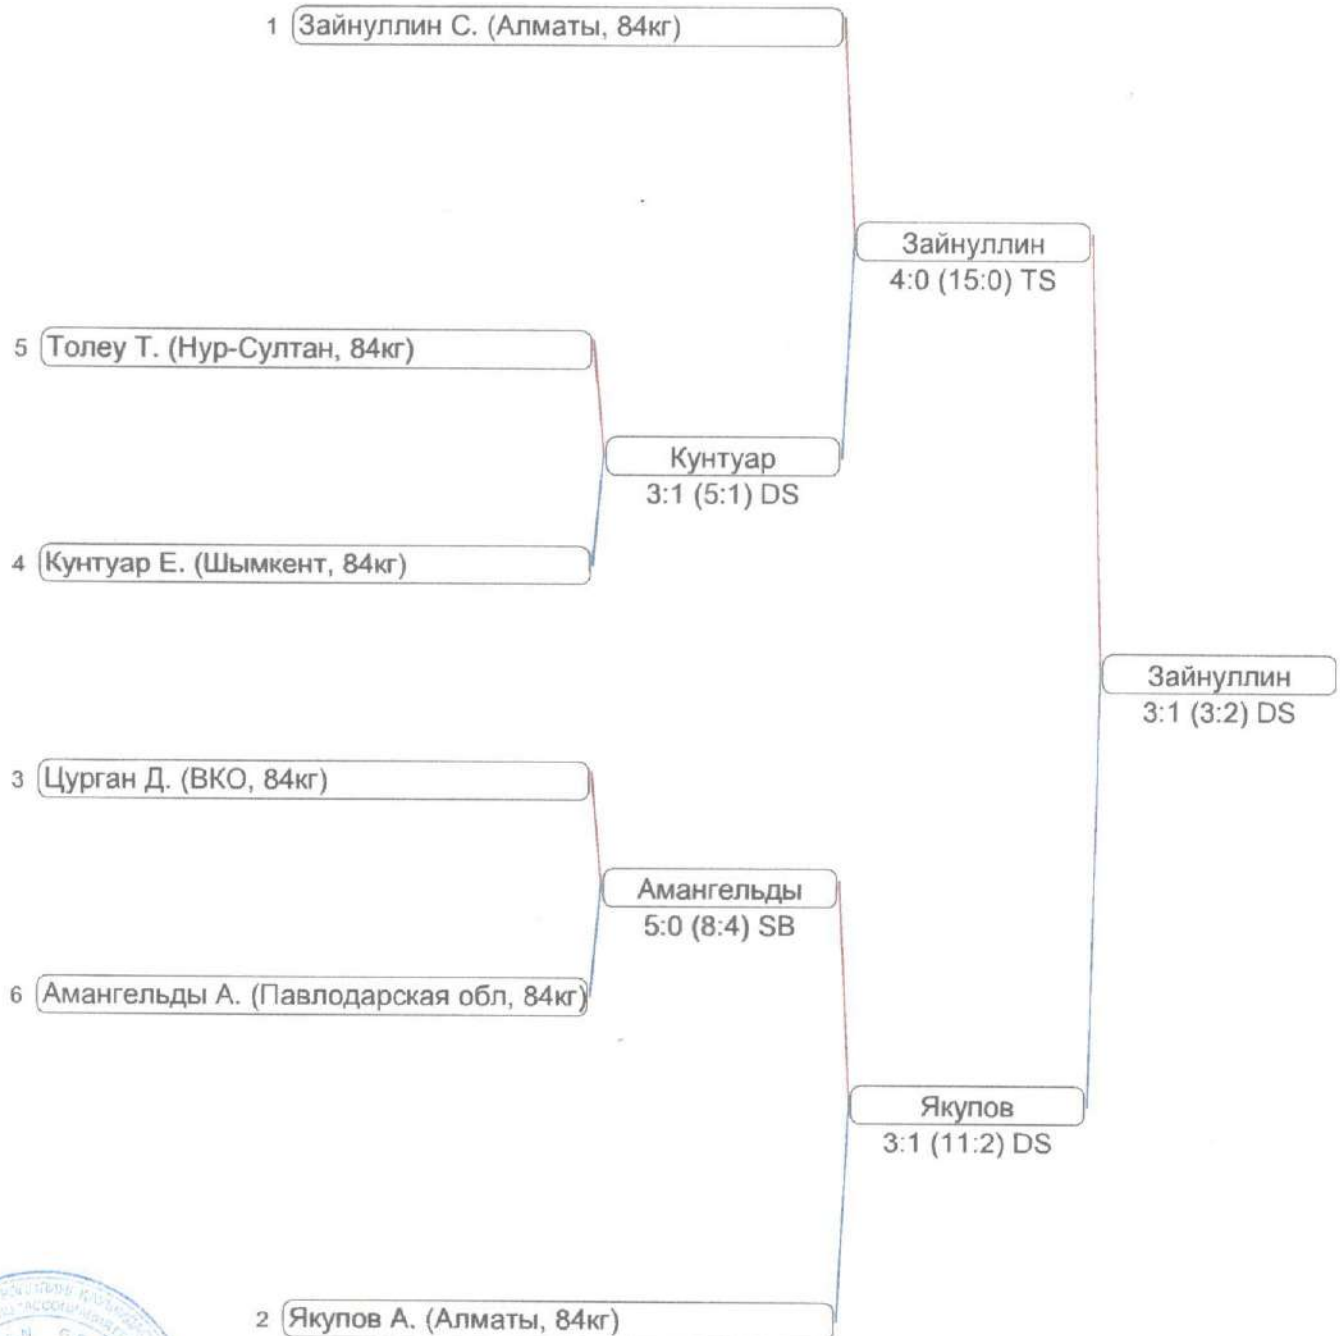 1 Зайнуллин С. (Алматы, 84кг)
Зайнуллин
4:0 (15:0) TS
5 Толеу Т. (Нур-Султан, 84кг)
Кунтуар
3:1 (5:1) DS
4 Кунтуар Е. (Шымкент, 84кг)
Зайнуллин
3:1 (3:2) DS
3 Цурган Д. (ВКО, 84кг)
Амангельды
5:0 (8:4) SB
6 Амангельды А. (Павлодарская обл, 84кг)
Якупов
3:1 (11:2) DS
2 Якупов А. (Алматы, 84кг)